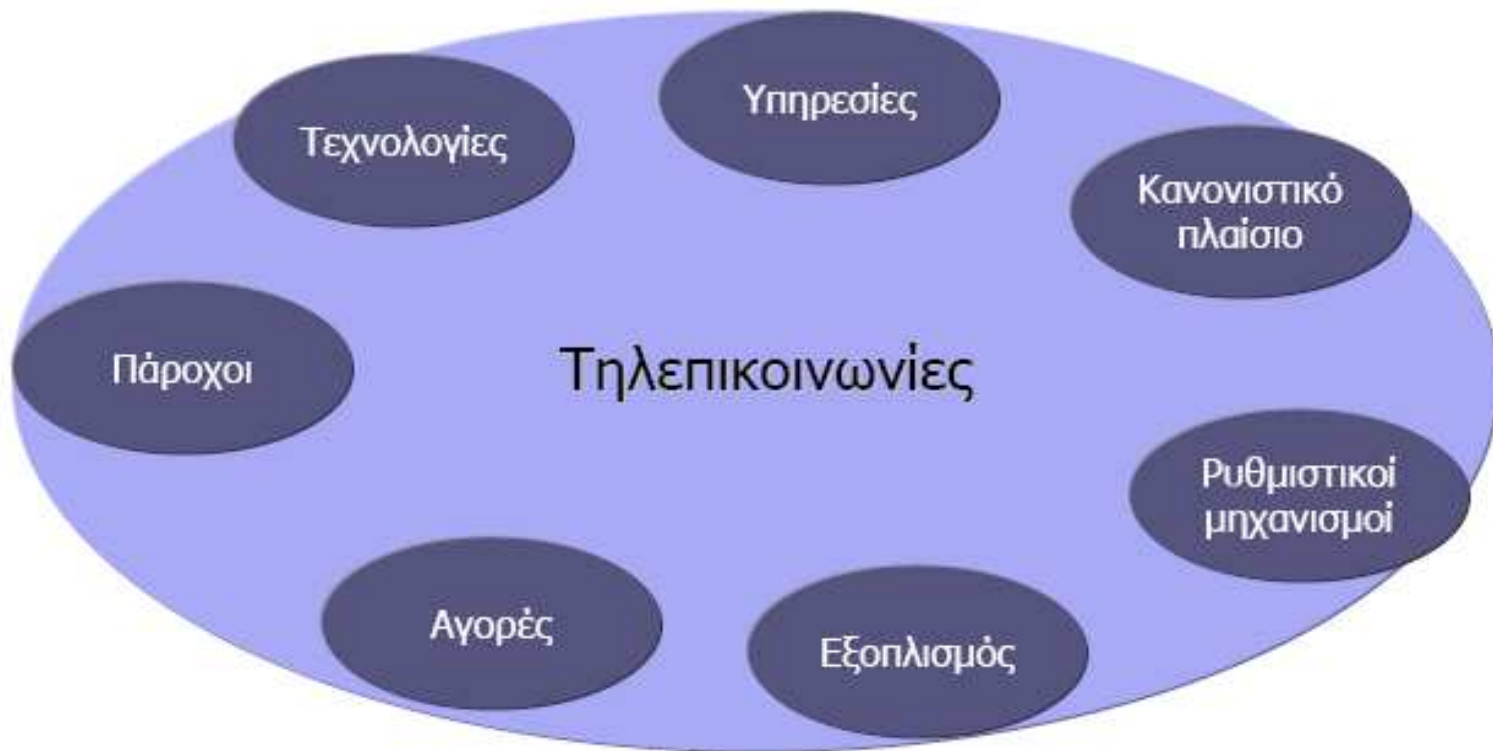 Υπηρεσίες
Τεχνολογίες
Κανονιστικό
πλαίσιο
Πάροχοι
Τηλεπικοινωνίες
Ρυθμιστικοί
μηχανισμοί
Αγορές
Εξοπλισμός